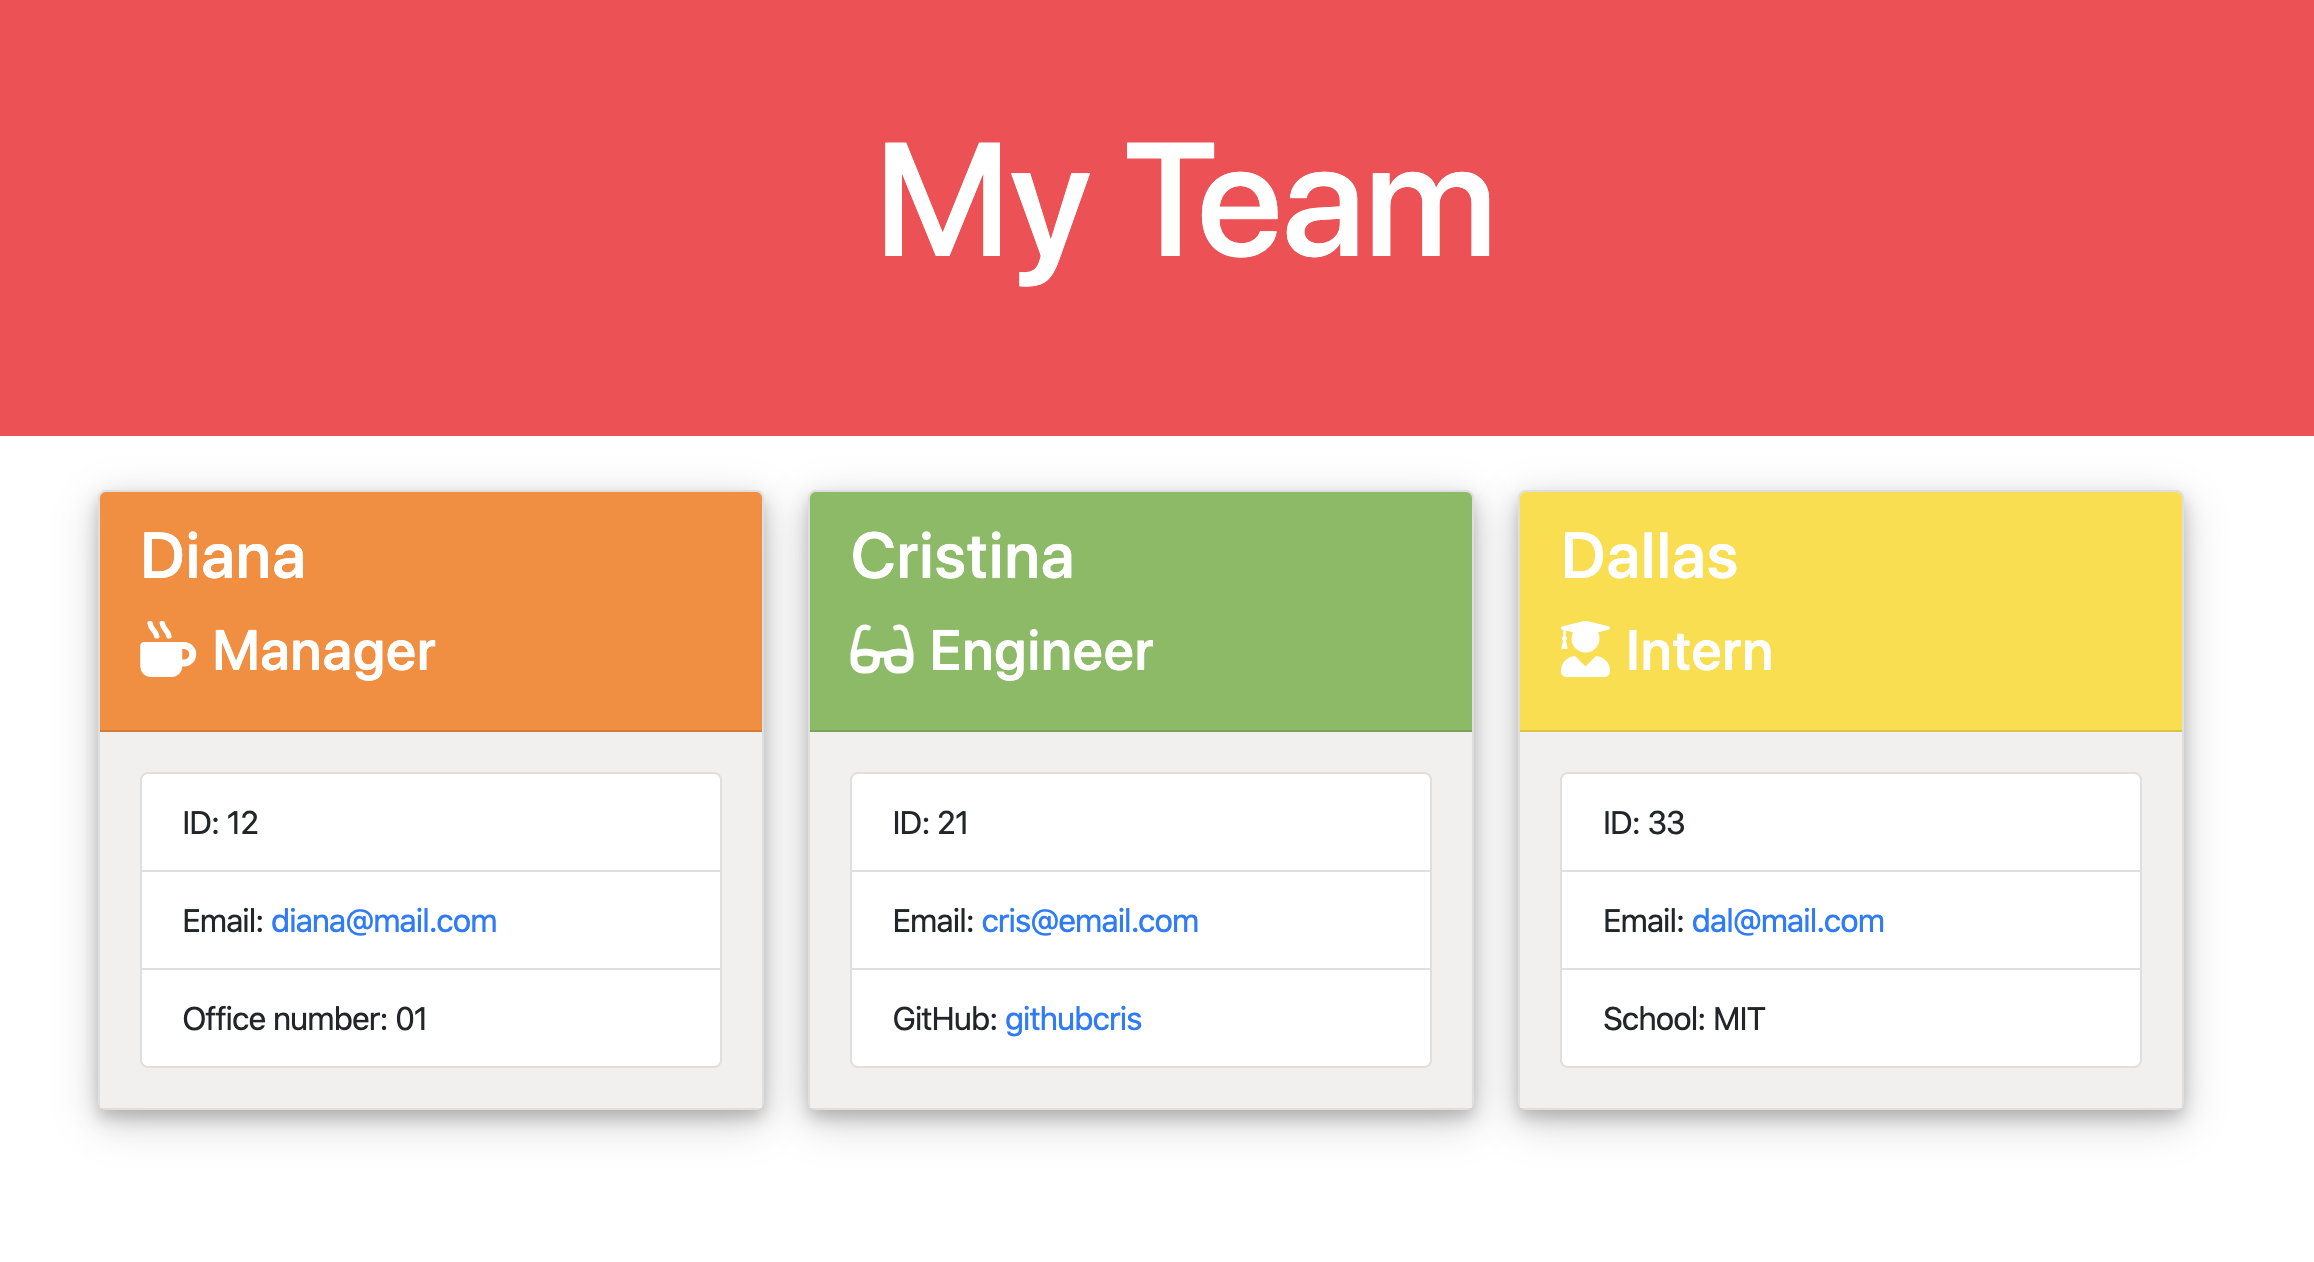 My Team
Diana
Manager
ID: 12
Email: diana@mail.com
Office number: 01
Cristina
Engineer
ID: 21
Email: cris@email.com
GitHub: githubcris
Dallas
Intern
ID: 33
Email: dal@mail.com
School: MIT